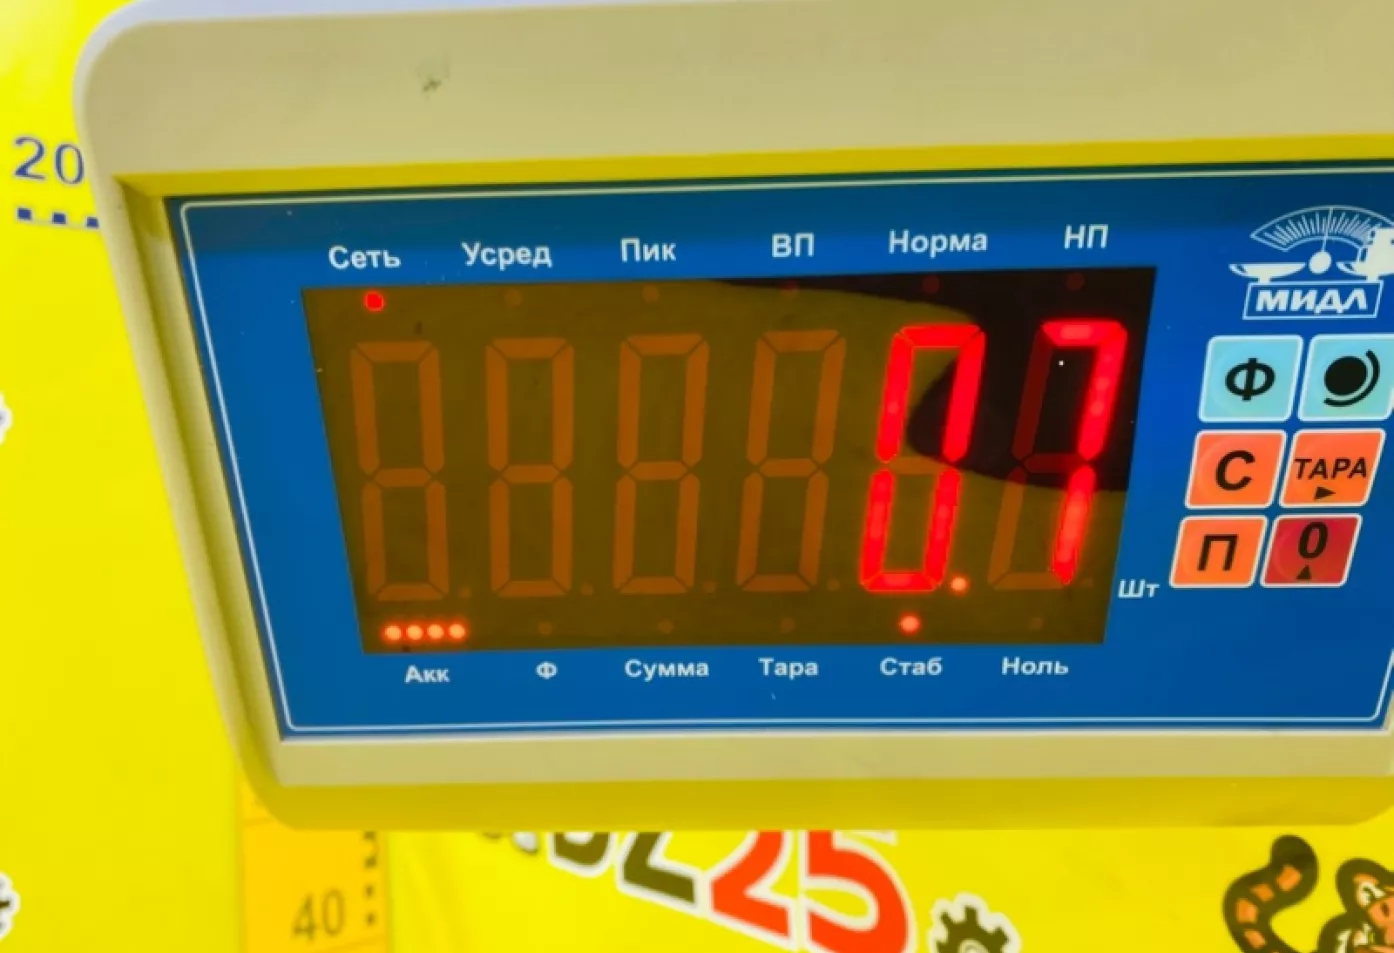 20
Сеть Усред Пик ВП Норма НП
МИДЛ
0.7
Ф
С ТАРА
П 0
Шт
Акк Ф Сумма Тара Стаб Ноль
25
40